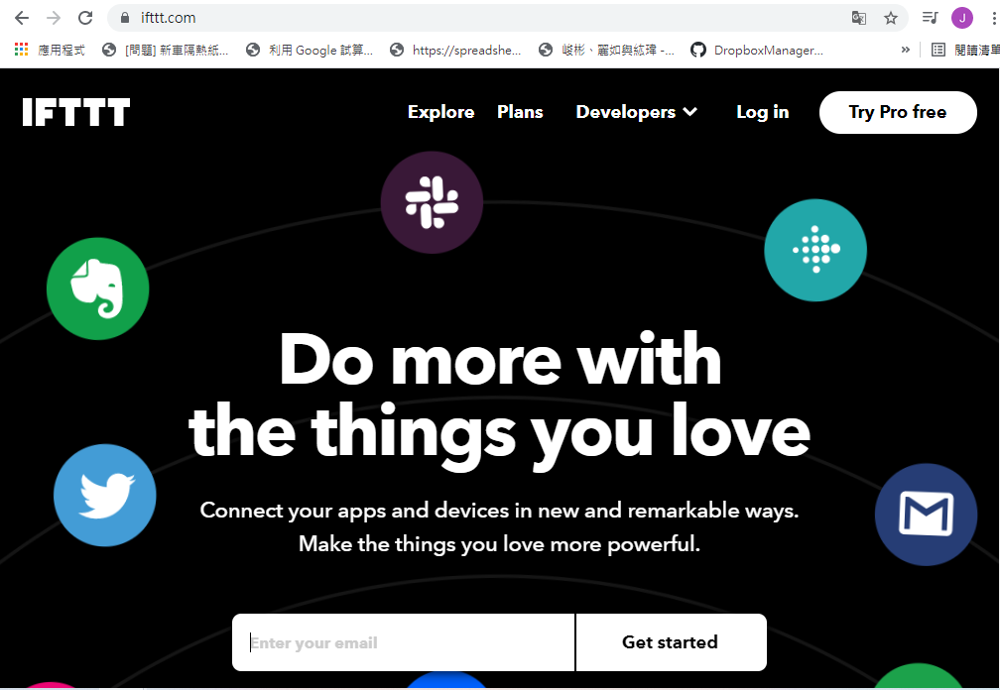 ifttt.com
J
應用程式
[問題] 新車隔熱紙...
利用 Google 試算...
https://spreadshe...
峻彬、麗如與紘瑋 -...
DropboxManager...
»
閱讀清單
IFTTT
Explore
Plans
Developers
Log in
Try Pro free
Do more with
the things you love
Connect your apps and devices in new and remarkable ways.
Make the things you love more powerful.
Enter your email
Get started